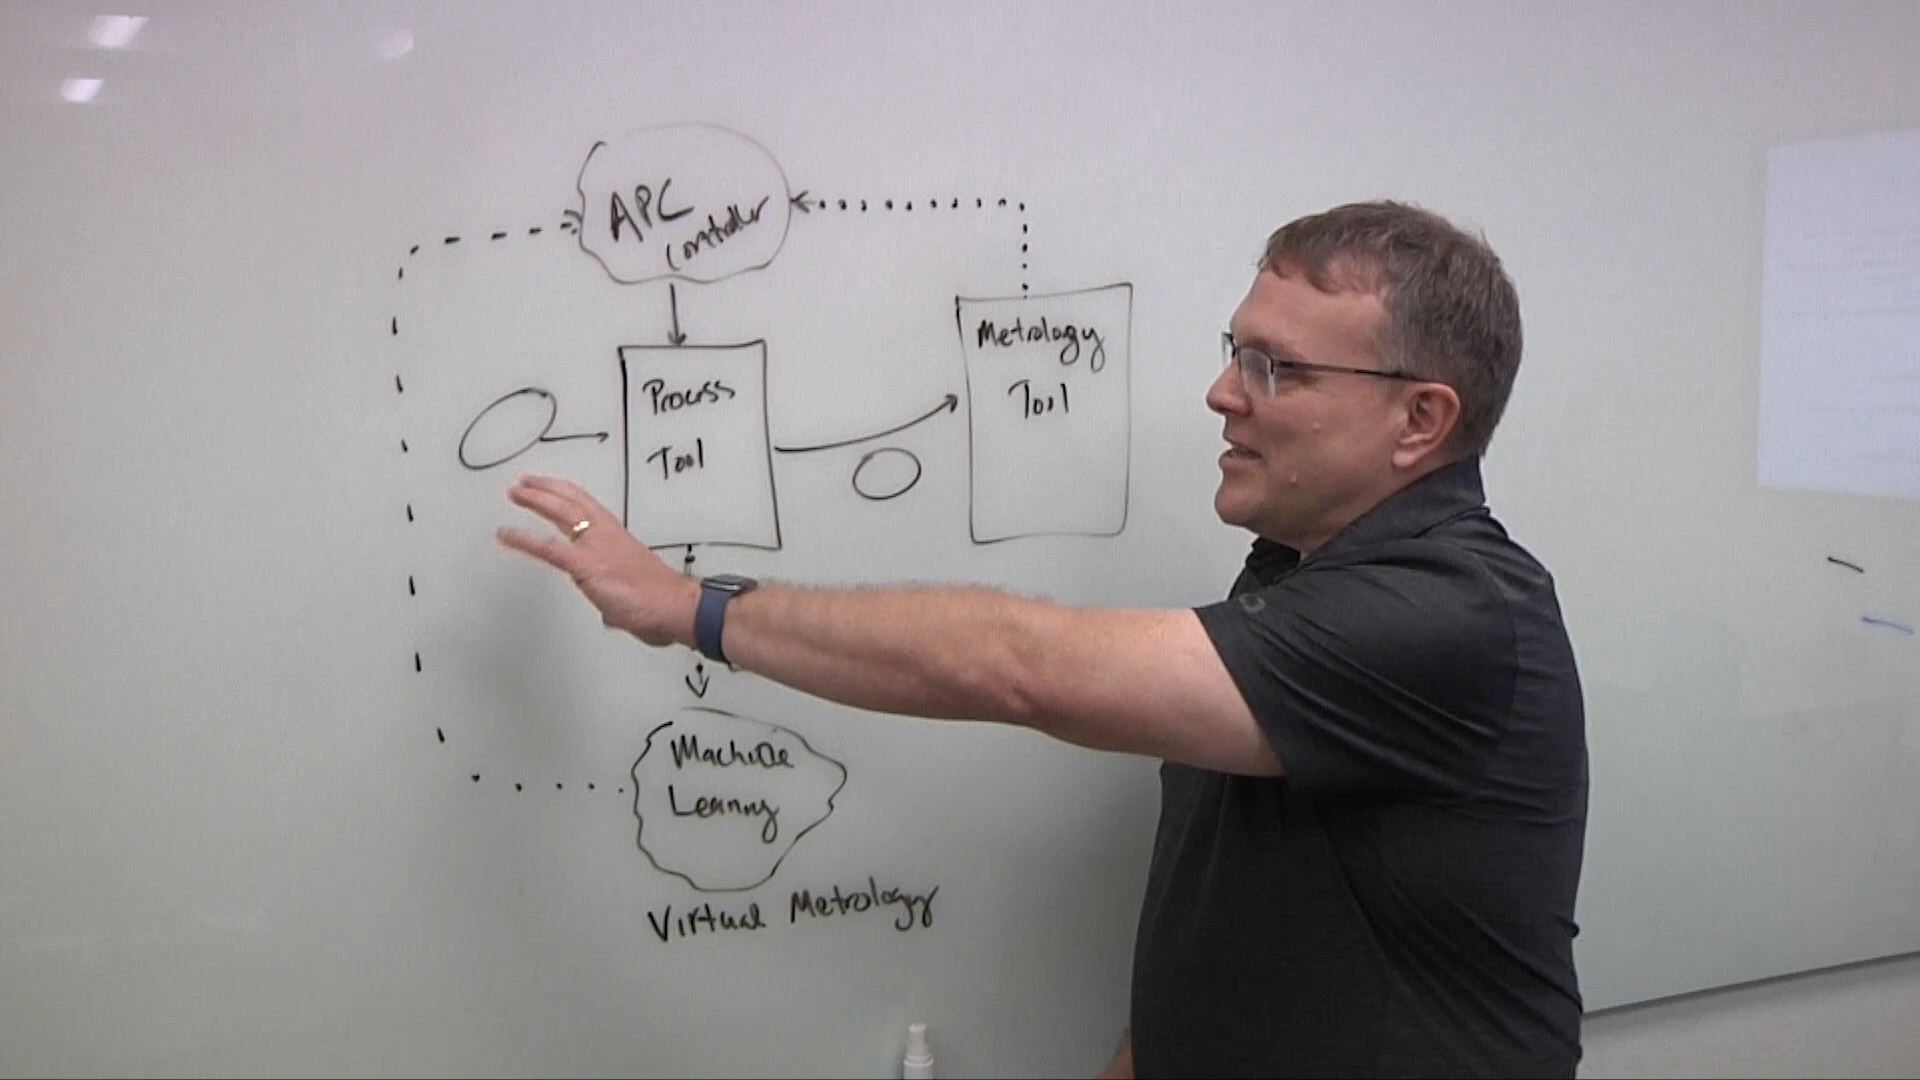 APC
Controller
Process
Tool
Metrology
Tool
Machine
Learning
Virtual Metrology